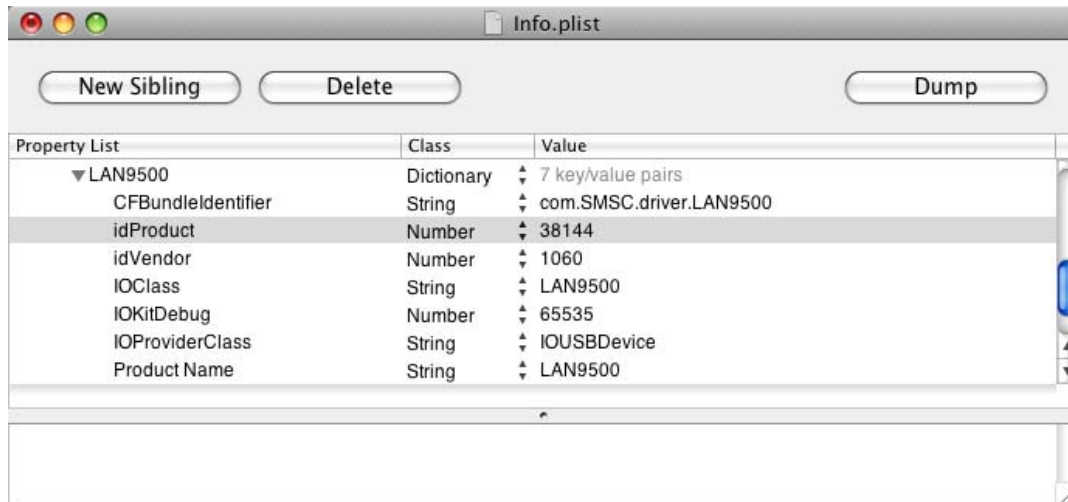 Info.plist
New Sibling Delete Dump
Property List Class Value
LAN9500 Dictionary 7 key/value pairs
CFBundleIdentifier String com.SMSC.driver.LAN9500
idProduct Number 38144
idVendor Number 1060
IOClass String LAN9500
IOKitDebug Number 65535
IOProviderClass String IOUSBDevice
Product Name String LAN9500